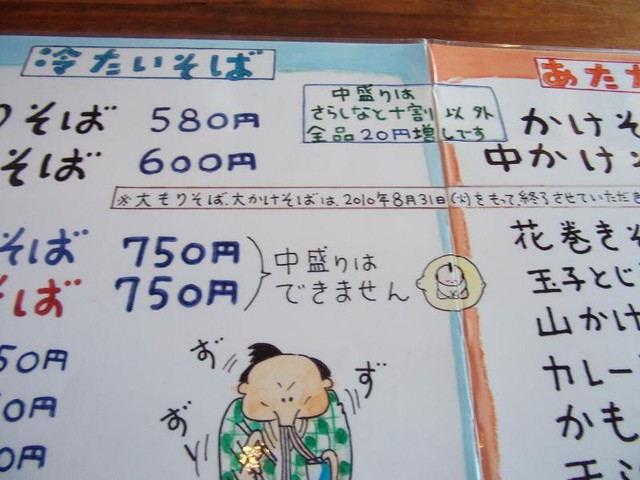 冷たいそば
りそば 580円
そば 600円
中盛りは
さらしなと十割以外
全品20円増しです
※大もりそば、大かけそばは、2010年8月31日(火)をもって、終了させていただき
そば 750円
そば 750円
中盛りは
できません
50円
0円
0円
ずず
ず
ずず
あたた
かけそ
中かけそ
花巻きそ
玉子とじ
山かけ
カレー
かも